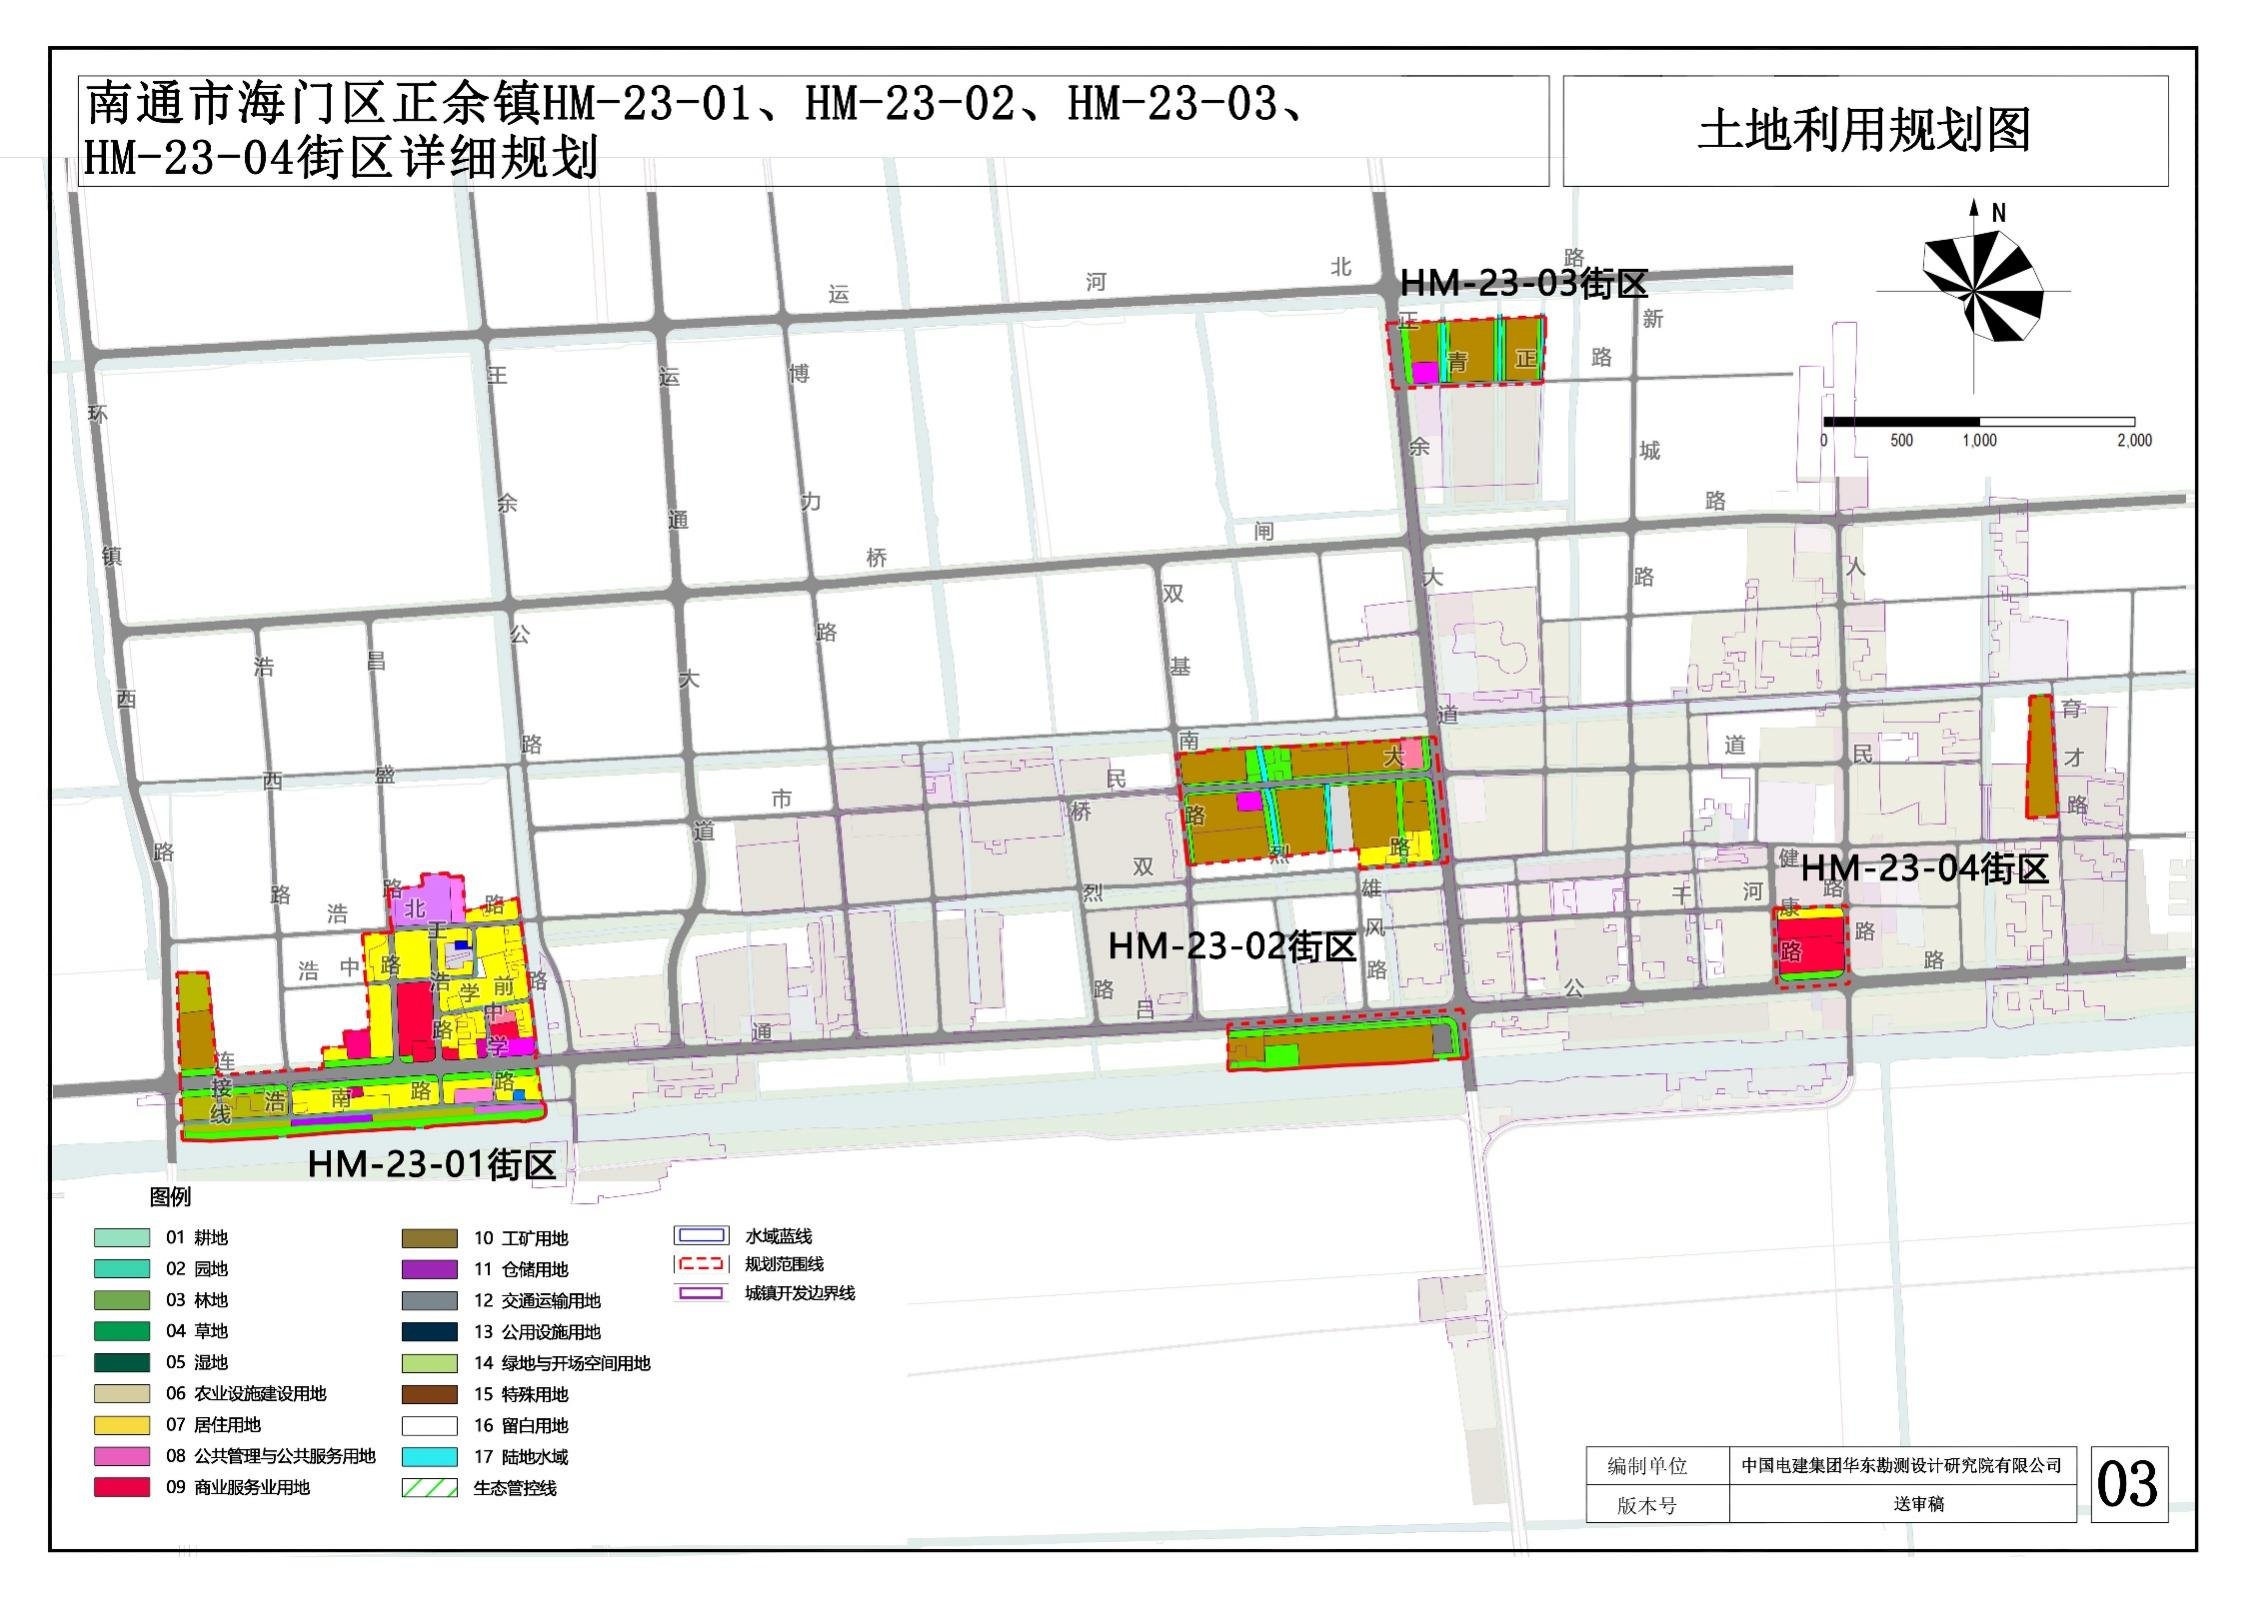 南通市海门区正余镇HM-23-01、HM-23-02、HM-23-03、
HM-23-04街区详细规划
土地利用规划图
N
0 500 1,000 2,000
运河北路
HM-23-03街区
正余大道
新城路
青正路
环镇西路
王余公路
运通大道
博力路
桥闸路
双基南路
人民路
浩西路
昌盛路
市民大道
双桥路
双烈路
烈路
雄风路
育才路
健康路
千河路
HM-23-04街区
HM-23-02街区
浩北路
浩中路
王浩路
学前路
中学路
通吕公路
连接线
浩南路
HM-23-01街区
图例
01 耕地
02 园地
03 林地
04 草地
05 湿地
06 农业设施建设用地
07 居住用地
08 公共管理与公共服务用地
09 商业服务业用地
10 工矿用地
11 仓储用地
12 交通运输用地
13 公用设施用地
14 绿地与开场空间用地
15 特殊用地
16 留白用地
17 陆地水域
生态管控线
水域蓝线
规划范围线
城镇开发边界线
编制单位 中国电建集团华东勘测设计研究院有限公司
版本号 送审稿
03